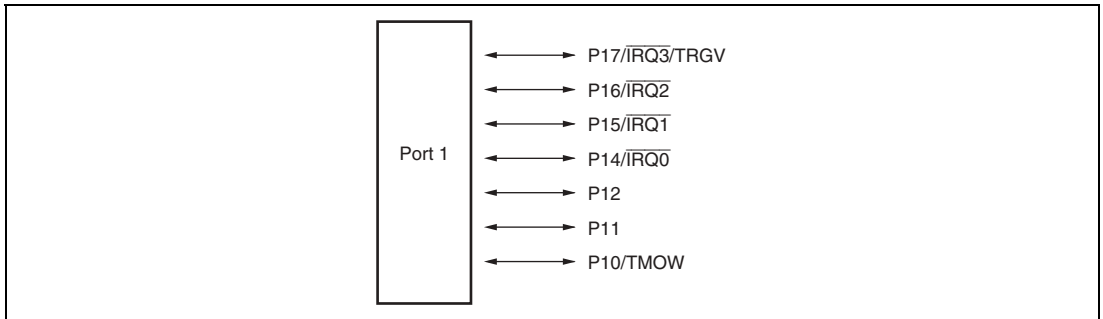 Port 1
P17/IRQ3/TRGV
P16/IRQ2
P15/IRQ1
P14/IRQ0
P12
P11
P10/TMOW